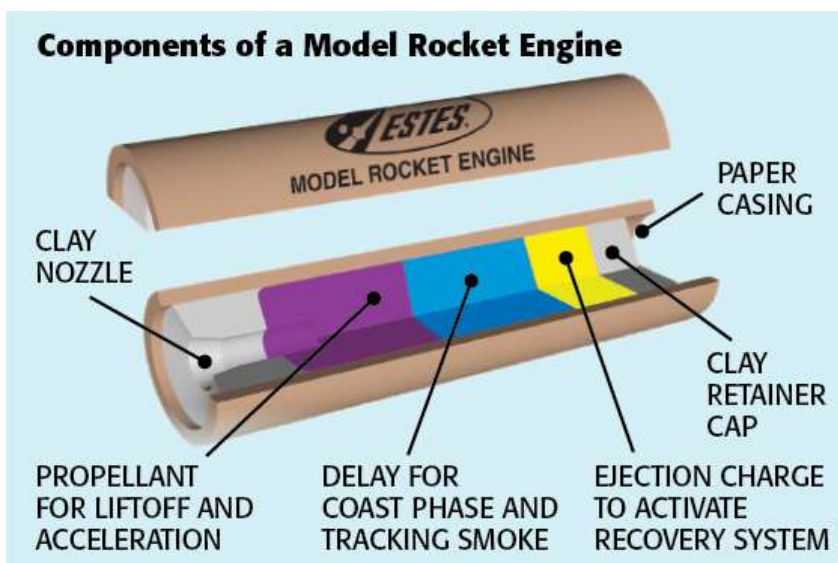 Components of a Model Rocket Engine
ESTES
MODEL ROCKET ENGINE
PAPER
CASING
CLAY
NOZZLE
CLAY
RETAINER
CAP
PROPELLANT
FOR LIFTOFF AND
ACCELERATION
DELAY FOR
COAST PHASE AND
TRACKING SMOKE
EJECTION CHARGE
TO ACTIVATE
RECOVERY SYSTEM